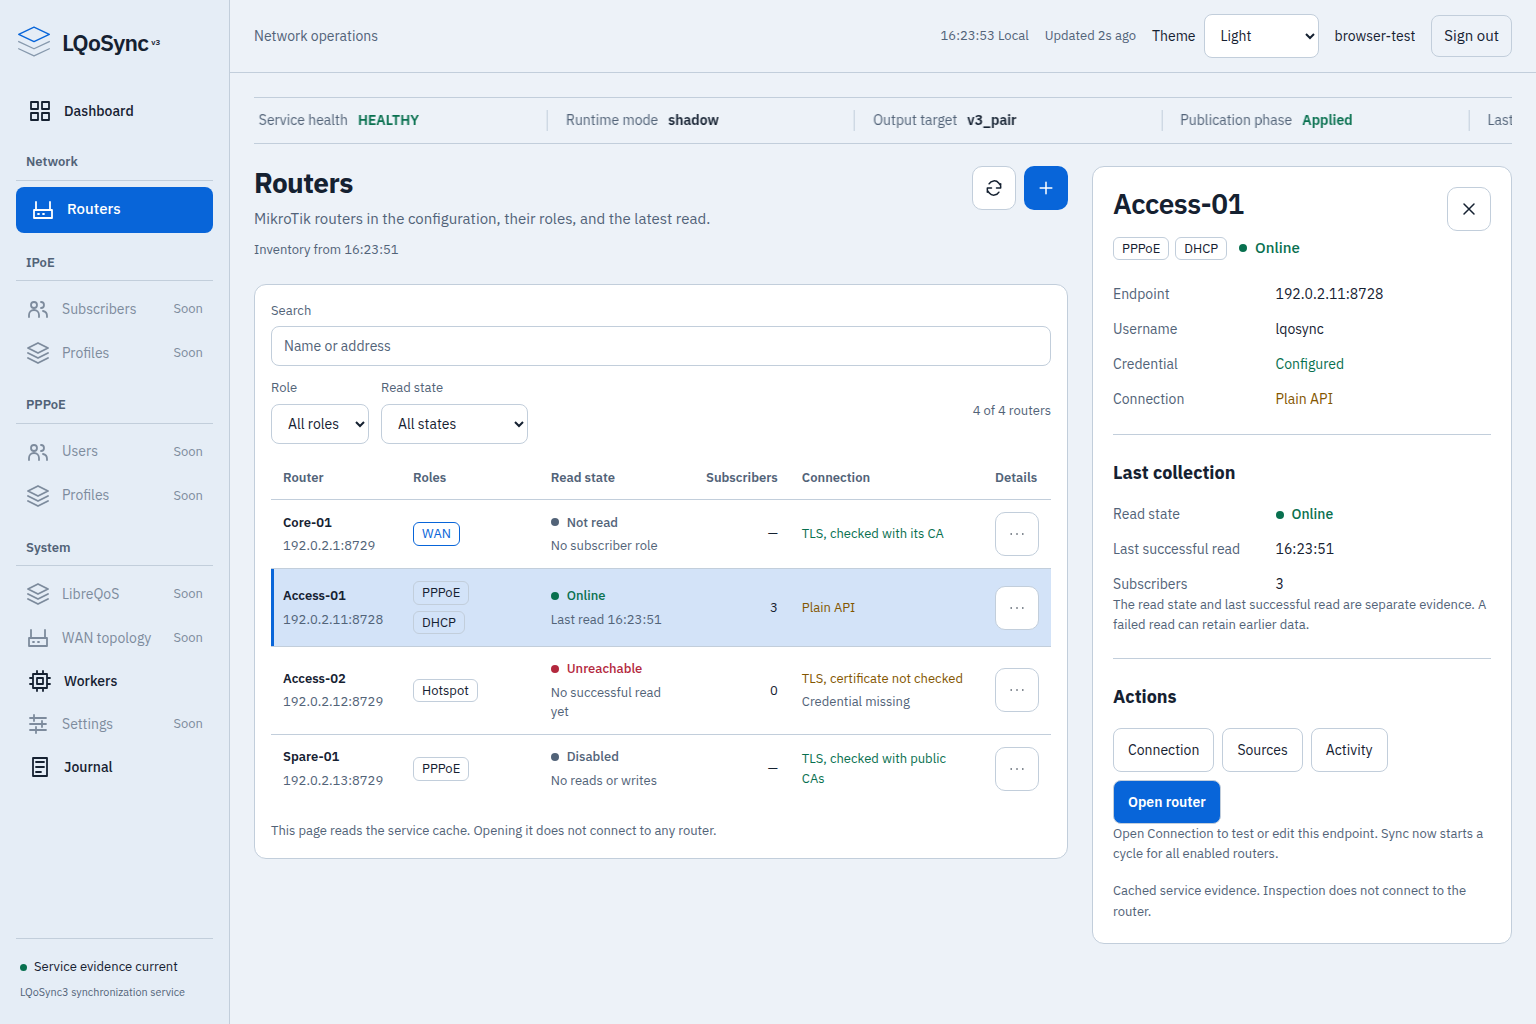 LQoSync v3
Dashboard
Network
Routers
IPoE
Subscribers Soon
Profiles Soon
PPPoE
Users Soon
Profiles Soon
System
LibreQoS Soon
WAN topology Soon
Workers
Settings Soon
Journal
Service evidence current
LQoSync3 synchronization service
Network operations
16:23:53 Local Updated 2s ago Theme Light browser-test Sign out
Service health HEALTHY Runtime mode shadow Output target v3_pair Publication phase Applied Last
Routers
MikroTik routers in the configuration, their roles, and the latest read.
Inventory from 16:23:51
Search
Name or address
Role Read state
All roles All states
4 of 4 routers
Router Roles Read state Subscribers Connection Details
Core-01
192.0.2.1:8729
WAN
Not read
No subscriber role
—
TLS, checked with its CA
...
Access-01
192.0.2.11:8728
PPPoE
DHCP
Online
Last read 16:23:51
3
Plain API
...
Access-02
192.0.2.12:8729
Hotspot
Unreachable
No successful read
yet
0
TLS, certificate not checked
Credential missing
...
Spare-01
192.0.2.13:8729
PPPoE
Disabled
No reads or writes
—
TLS, checked with public
CAs
...
This page reads the service cache. Opening it does not connect to any router.
Access-01
PPPoE DHCP Online
Endpoint 192.0.2.11:8728
Username lqosync
Credential Configured
Connection Plain API
Last collection
Read state Online
Last successful read 16:23:51
Subscribers 3
The read state and last successful read are separate evidence. A
failed read can retain earlier data.
Actions
Connection Sources Activity
Open router
Open Connection to test or edit this endpoint. Sync now starts a
cycle for all enabled routers.
Cached service evidence. Inspection does not connect to the
router.